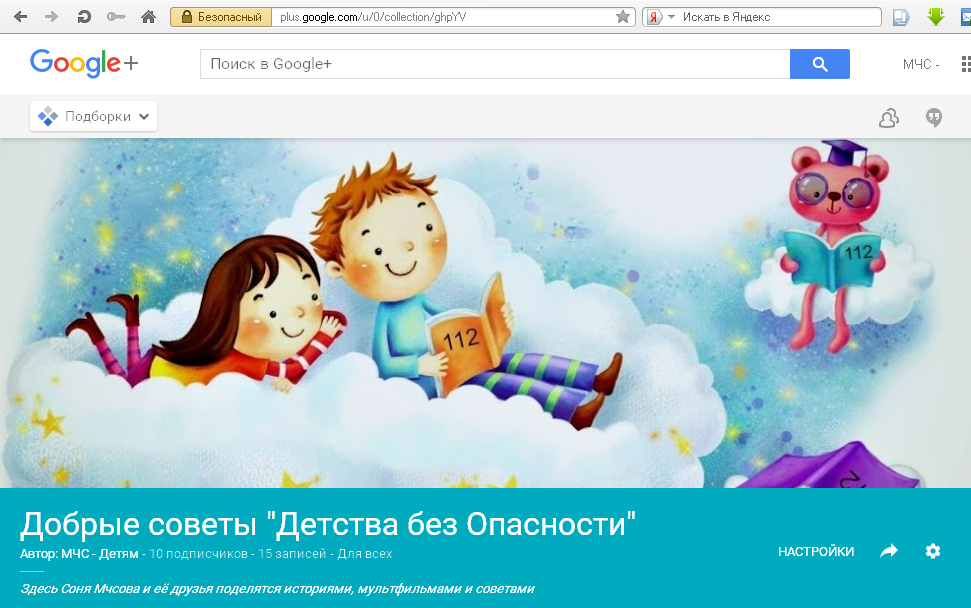 Безопасный
plus.google.com/u/0/collection/ghpYV
Искать в Яндекс
Google+
Поиск в Google+
МЧС -
Подборки
112
112
112
Добрые советы "Детства без Опасности"
Автор: МЧС - Детям - 10 подписчиков - 15 записей - Для всех
НАСТРОЙКИ
Здесь Соня Мчсова и её друзья поделятся историями, мультфильмами и советами